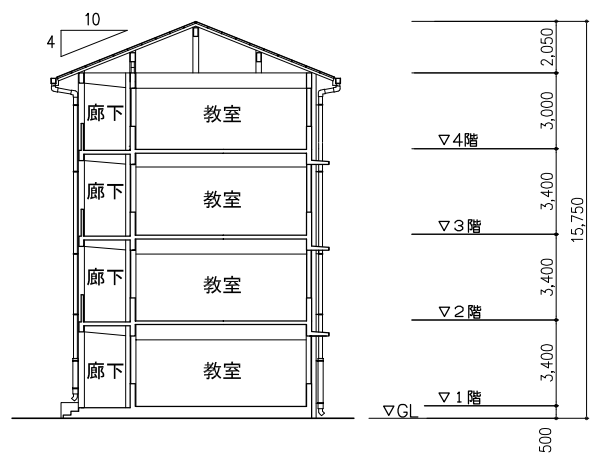 10
4
廊下 教室
廊下 教室
廊下 教室
廊下 教室
2,050
3,000
▽4階
3,400
▽3階
3,400
15,750
▽2階
3,400
▽1階
▽GL
500